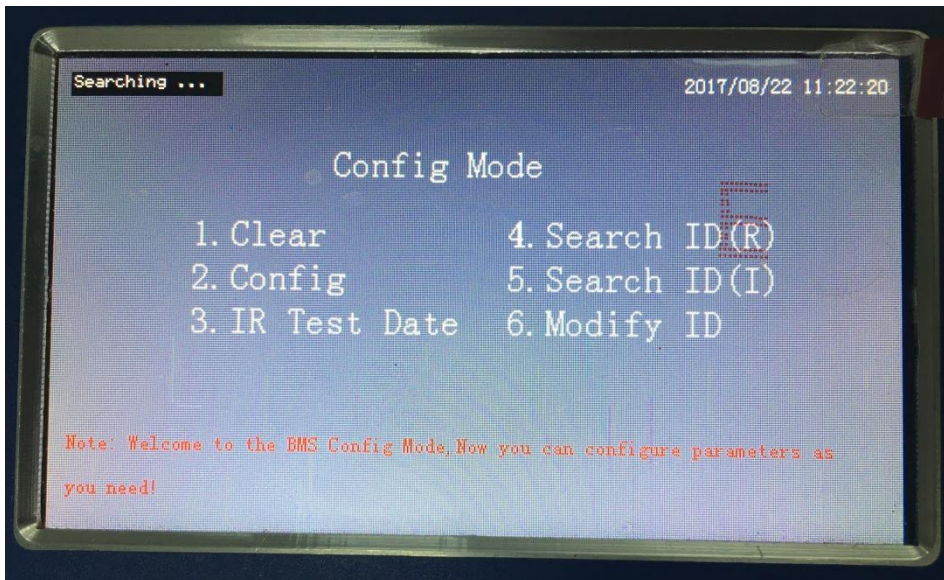 Searching ...
2017/08/22 11:22:20
Config Mode
1. Clear
2. Config
3. IR Test Date
4. Search ID(R)
5. Search ID(I)
6. Modify ID
Note: Welcome to the BMS Config Mode,Now you can configure parameters as
you need!